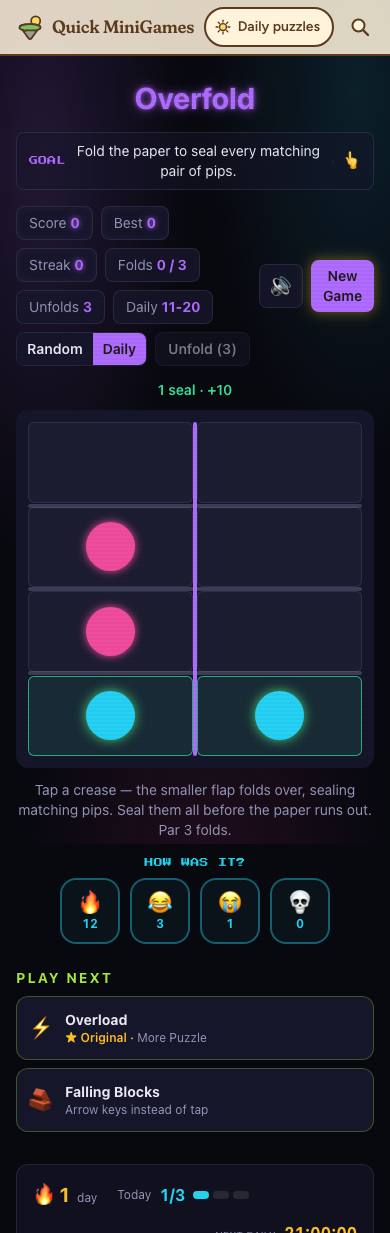 Quick MiniGames
Daily puzzles
Overfold
GOAL
Fold the paper to seal every matching
pair of pips.
Score 0
Best 0
Streak 0
Folds 0 / 3
Unfolds 3
Daily 11-20
New
Game
Random
Daily
Unfold (3)
1 seal · +10
Tap a crease — the smaller flap folds over, sealing
matching pips. Seal them all before the paper runs out.
Par 3 folds.
HOW WAS IT?
12
3
1
0
PLAY NEXT
Overload
Original · More Puzzle
Falling Blocks
Arrow keys instead of tap
1 day
Today 1/3